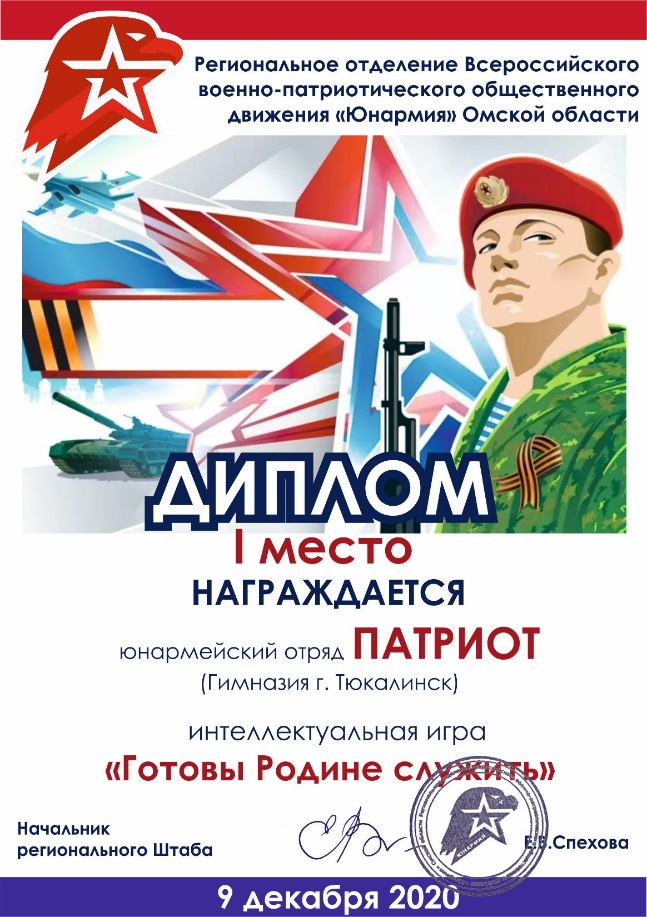 Региональное отделение Всероссийского
военно-патриотического общественного
движения «Юнармия» Омской области
ДИПЛОМ
I место
НАГРАЖДАЕТСЯ
юнармейский отряд ПАТРИОТ
(Гимназия г. Тюкалинск)
интеллектуальная игра
«Готовы Родине служить»
Начальник
регионального Штаба
Е.В.Спехова
ЮНАРМИЯ
9 декабря 2020